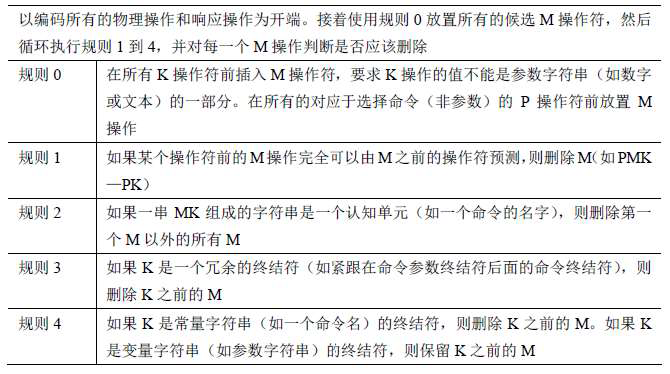 以编码所有的物理操作和响应操作为开端。接着使用规则 0 放置所有的候选 M 操作符，然后
循环执行规则 1 到 4，并对每一个 M 操作判断是否应该删除
规则 0
在所有 K 操作符前插入 M 操作符，要求 K 操作的值不能是参数字符串（如数字
或文本）的一部分。在所有的对应于选择命令（非参数）的 P 操作符前放置 M
操作
规则 1
如果某个操作符前的 M 操作完全可以由 M 之前的操作符预测，则删除 M（如 PMK
—PK）
规则 2
如果一串 MK 组成的字符串是一个认知单元（如一个命令的名字），则删除第一
个 M 以外的所有 M
规则 3
如果 K 是一个冗余的终结符（如紧跟在命令参数终结符后面的命令终结符），则
删除 K 之前的 M
规则 4
如果 K 是常量字符串（如一个命令名）的终结符，则删除 K 之前的 M。如果 K
是变量字符串（如参数字符串）的终结符，则保留 K 之前的 M